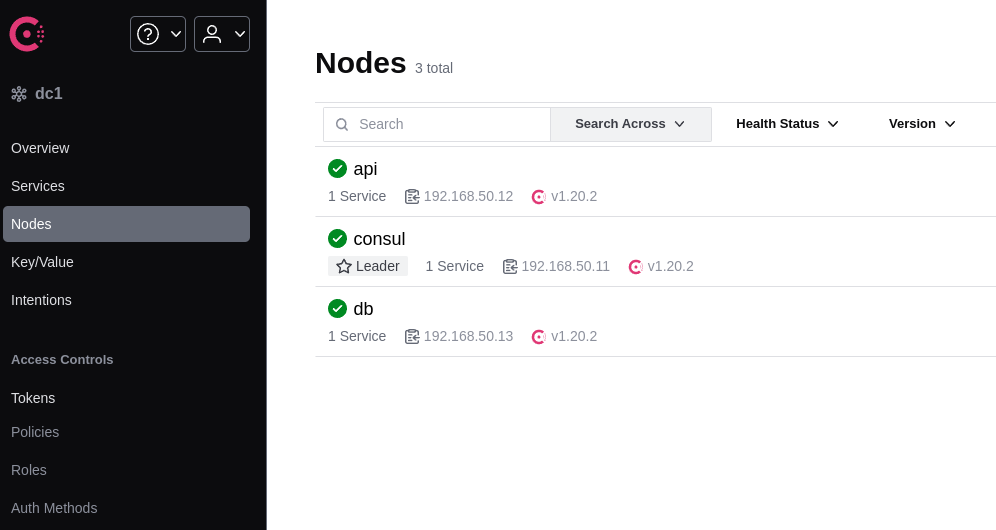 dc1
Overview
Services
Nodes
Key/Value
Intentions
Access Controls
Tokens
Policies
Roles
Auth Methods
Nodes 3 total
Search Search Across Health Status Version
api
1 Service 192.168.50.12 v1.20.2
consul
Leader 1 Service 192.168.50.11 v1.20.2
db
1 Service 192.168.50.13 v1.20.2